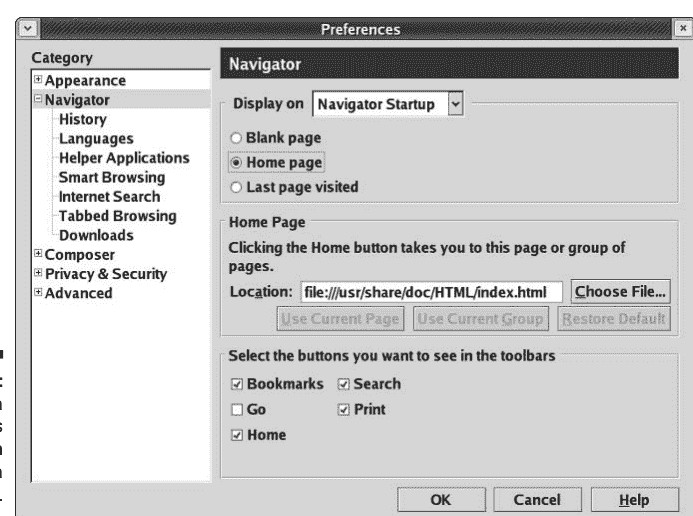 Preferences
Category
Appearance
Navigator
History
Languages
Helper Applications
Smart Browsing
Internet Search
Tabbed Browsing
Downloads
Composer
Privacy & Security
Advanced
Navigator
Display on Navigator Startup
Blank page
Home page
Last page visited
Home Page
Clicking the Home button takes you to this page or group of
pages.
Location: file:///usr/share/doc/HTML/index.html Choose File...
Use Current Page Use Current Group Restore Default
Select the buttons you want to see in the toolbars
Bookmarks Search
Go Print
Home
OK Cancel Help